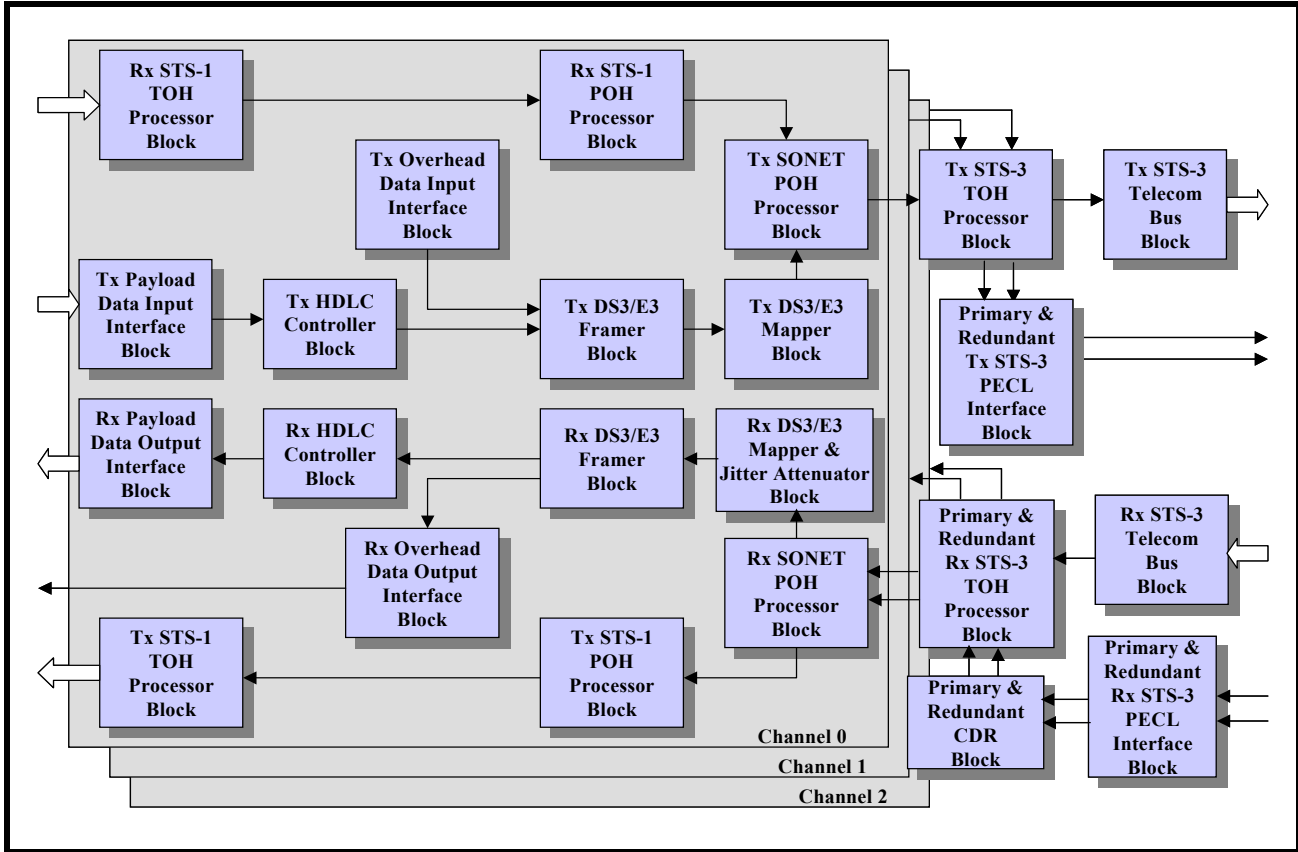 Rx STS-1
TOH
Processor
Block
Rx STS-1
POH
Processor
Block
Tx Overhead
Data Input
Interface
Block
Tx SONET
POH
Processor
Block
Tx STS-3
TOH
Processor
Block
Tx STS-3
Telecom
Bus
Block
Tx Payload
Data Input
Interface
Block
Tx HDLC
Controller
Block
Tx DS3/E3
Framer
Block
Tx DS3/E3
Mapper
Block
Primary &
Redundant
Tx STS-3
PECL
Interface
Block
Rx Payload
Data Output
Interface
Block
Rx HDLC
Controller
Block
Rx DS3/E3
Framer
Block
Rx DS3/E3
Mapper &
Jitter Attenuator
Block
Rx Overhead
Data Output
Interface
Block
Rx SONET
POH
Processor
Block
Primary &
Redundant
Rx STS-3
TOH
Processor
Block
Rx STS-3
Telecom
Bus
Block
Tx STS-1
TOH
Processor
Block
Tx STS-1
POH
Processor
Block
Primary &
Redundant
CDR
Block
Primary &
Redundant
Rx STS-3
PECL
Interface
Block
Channel 0
Channel 1
Channel 2